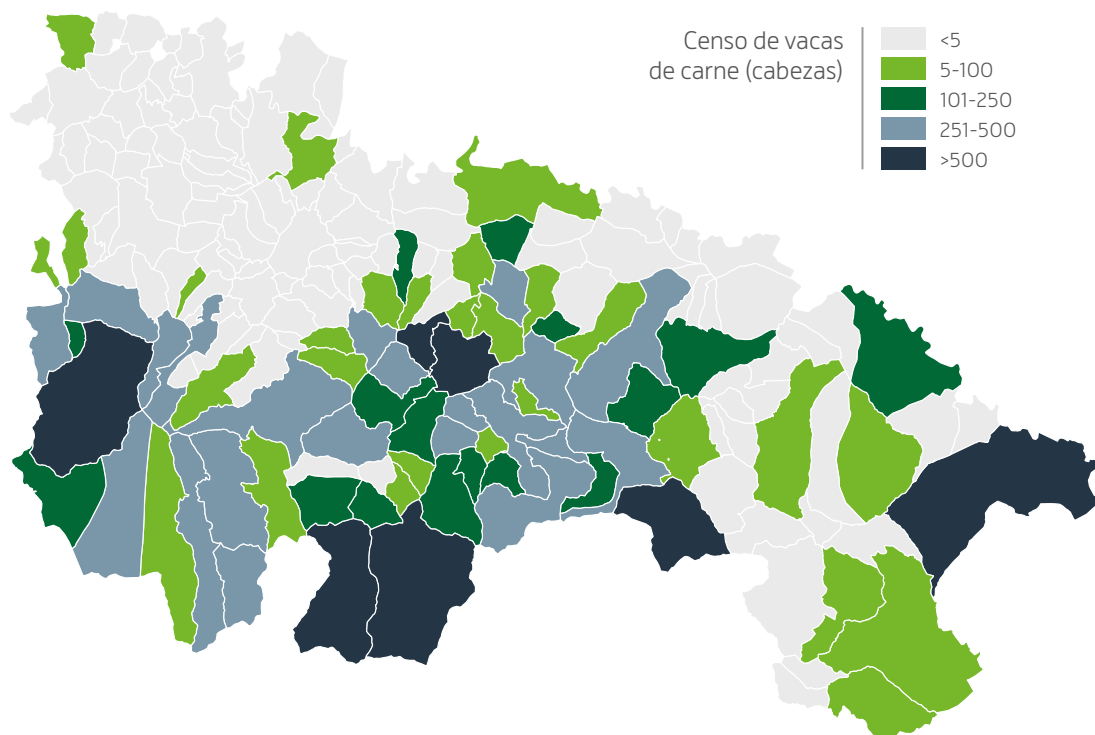 Censo de vacas
de carne (cabezas)
<5
5-100
101-250
251-500
>500